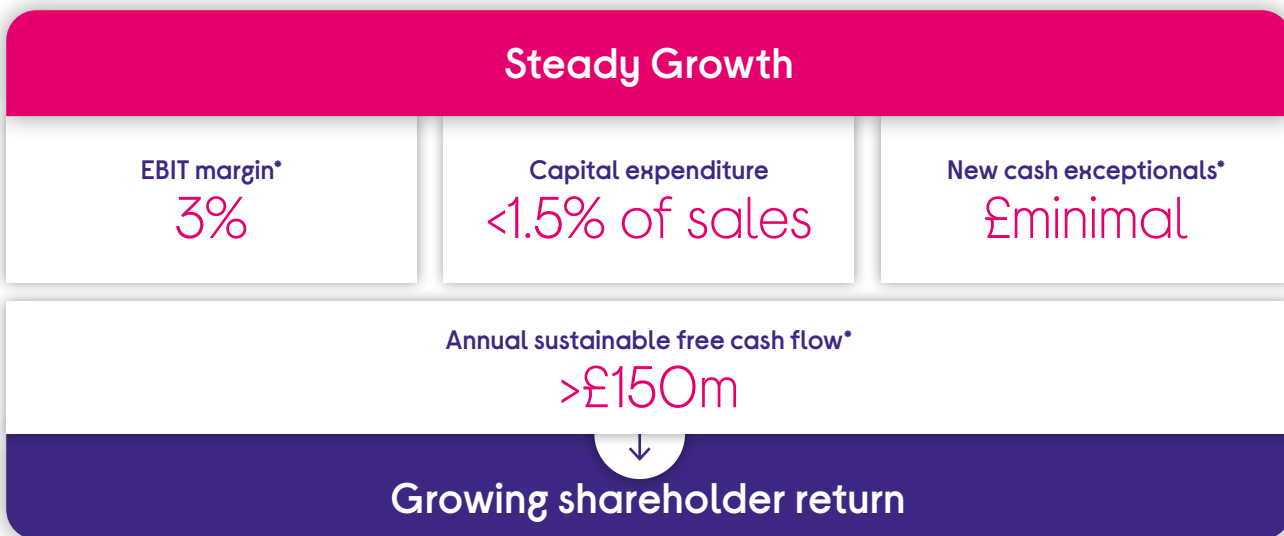 Steady Growth
EBIT margin*
3%
Capital expenditure
<1.5% of sales
New cash exceptionals*
£minimal
Annual sustainable free cash flow*
>£150m
↓
Growing shareholder return